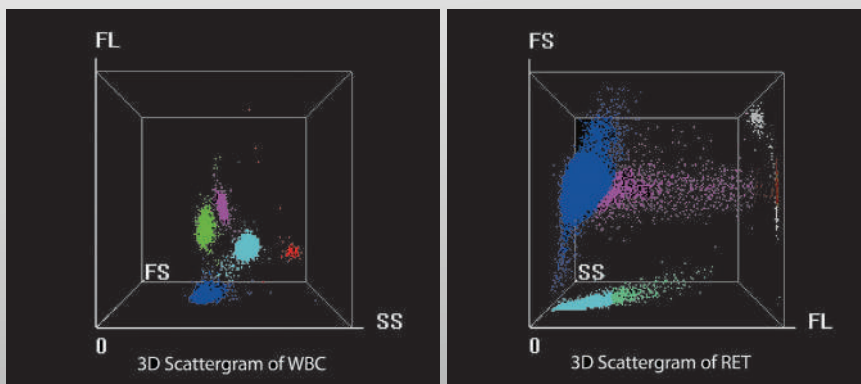 FL
FS
SS
0
3D Scattergram of WBC
FS
SS
FL
0
3D Scattergram of RET